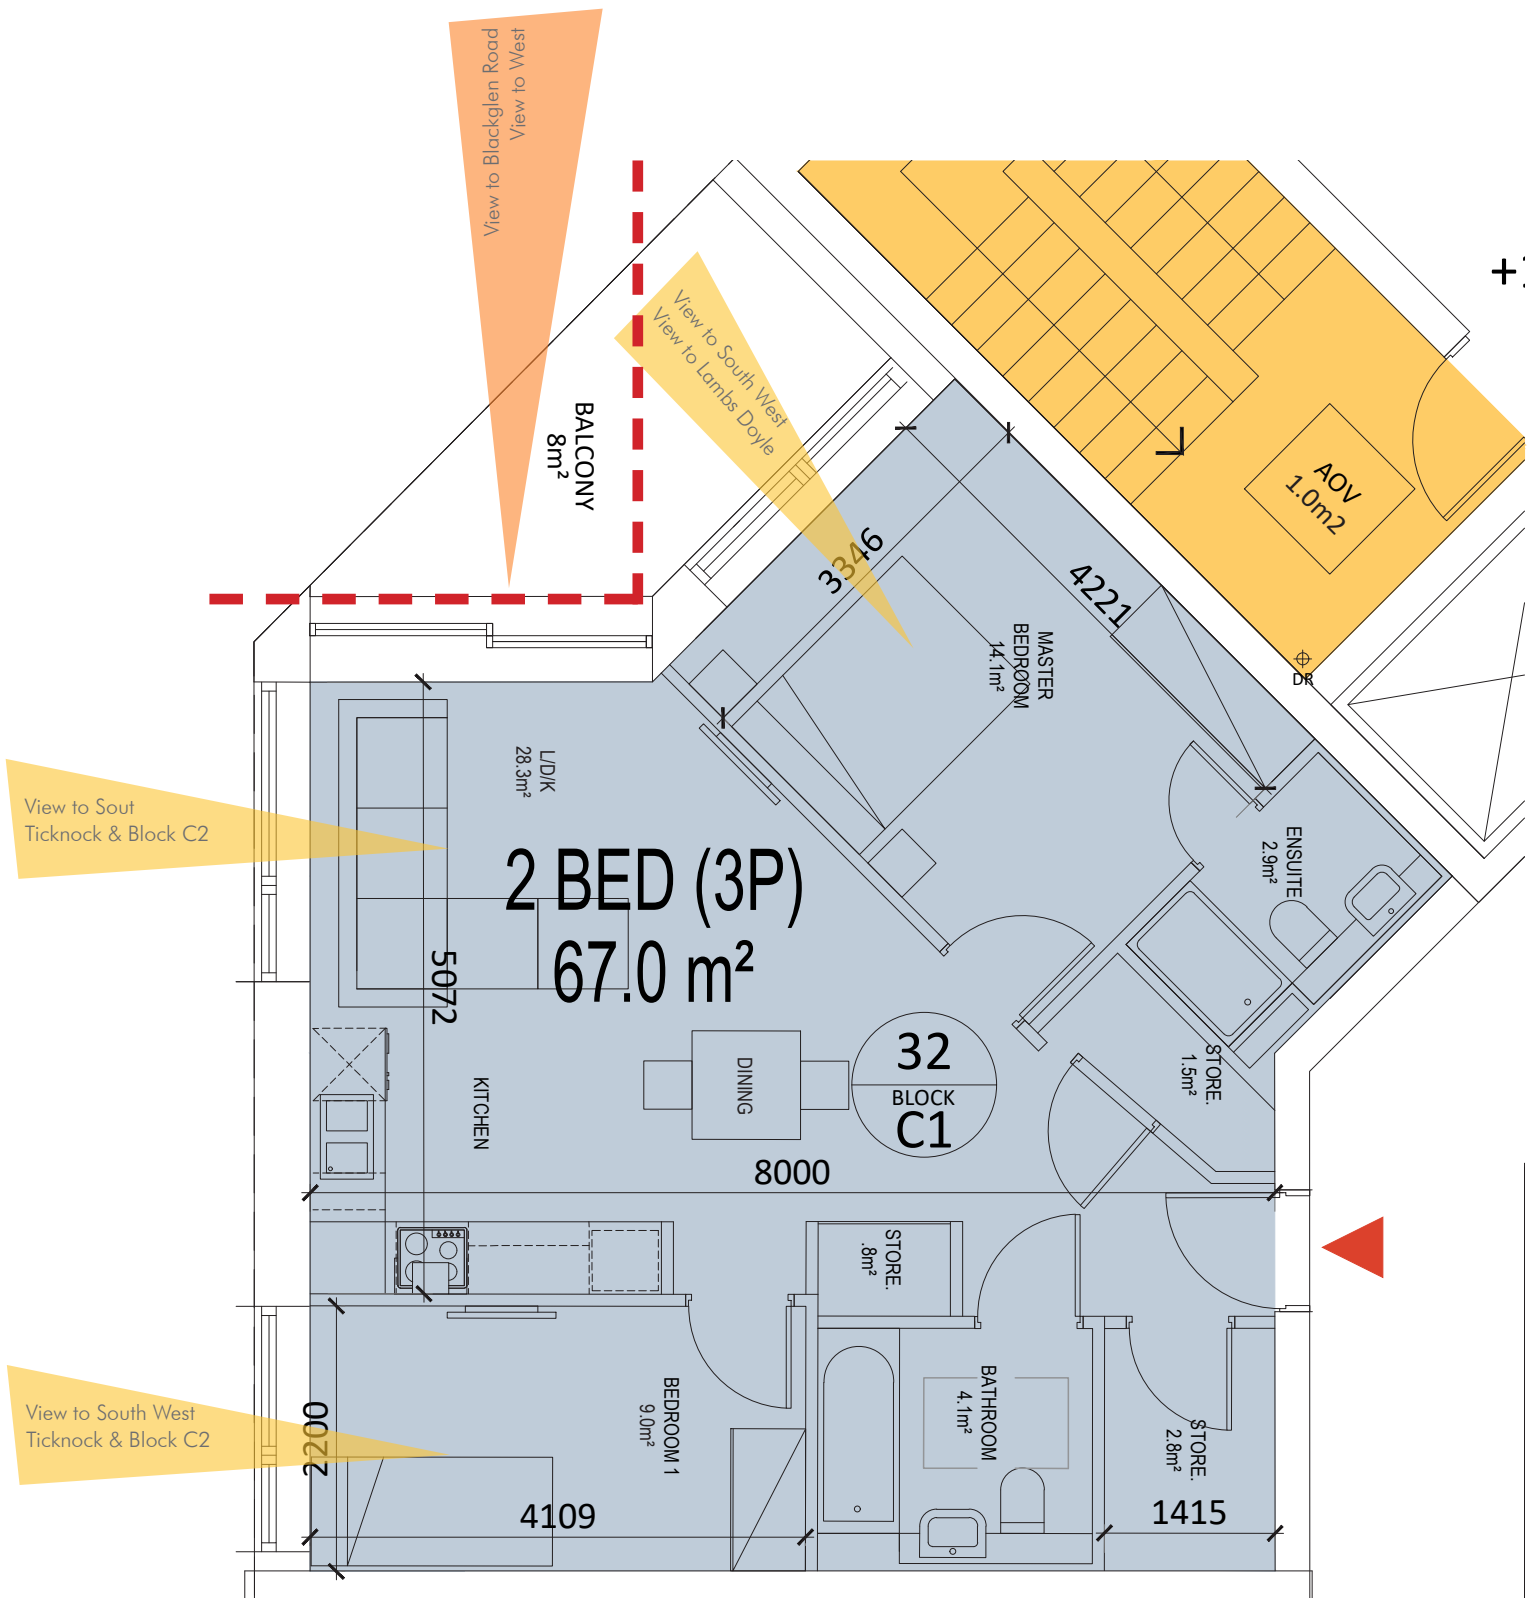 View to Blackglen Road
View to West
View to South West
View to Lambs Doyle
BALCONY
8m²
AOV
1.0m2
DR
3346
4221
MASTER
BEDROOM
14.1m²
L/D/K
28.3m²
View to Sout
Ticknock & Block C2
2 BED (3P)
67.0 m²
ENSUITE
2.9m²
5072
KITCHEN
DINING
32
BLOCK
C1
STORE.
1.5m²
8000
STORE.
.8m²
View to South West
Ticknock & Block C2
2200
BEDROOM 1
9.0m²
BATHROOM
4.1m²
STORE.
2.8m²
4109
1415